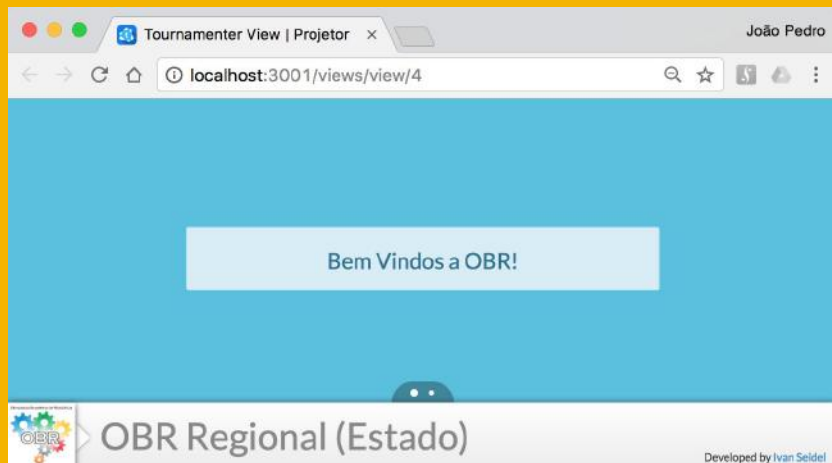 Tournamenter View | Projetor
João Pedro
localhost:3001/views/view/4
Bem Vindos a OBR!
OBR
OBR Regional (Estado)
Developed by Ivan Seidel